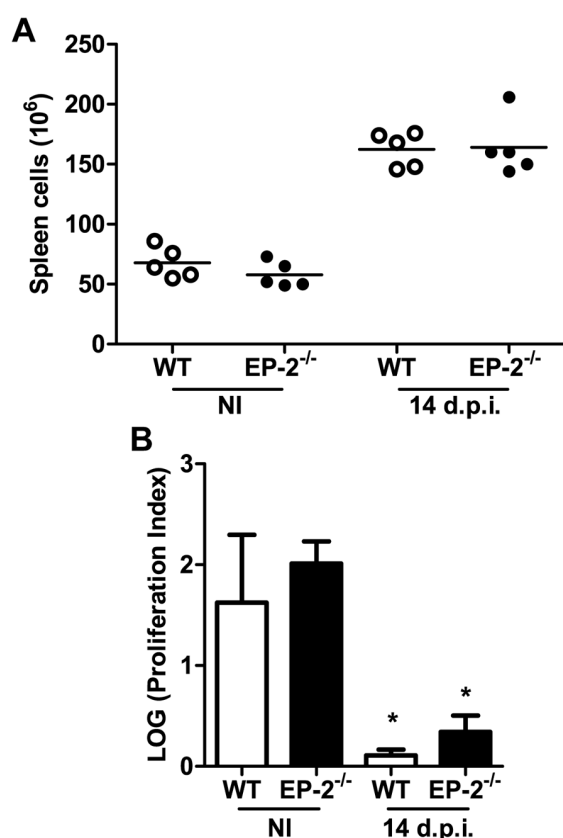 A
250
200
150
100
50
0
Spleen cells (10⁶)
WT EP-2⁻/⁻ WT EP-2⁻/⁻
NI 14 d.p.i.
B
3
2
1
0
LOG (Proliferation Index)
* *
WT EP-2⁻/⁻ WT EP-2⁻/⁻
NI 14 d.p.i.